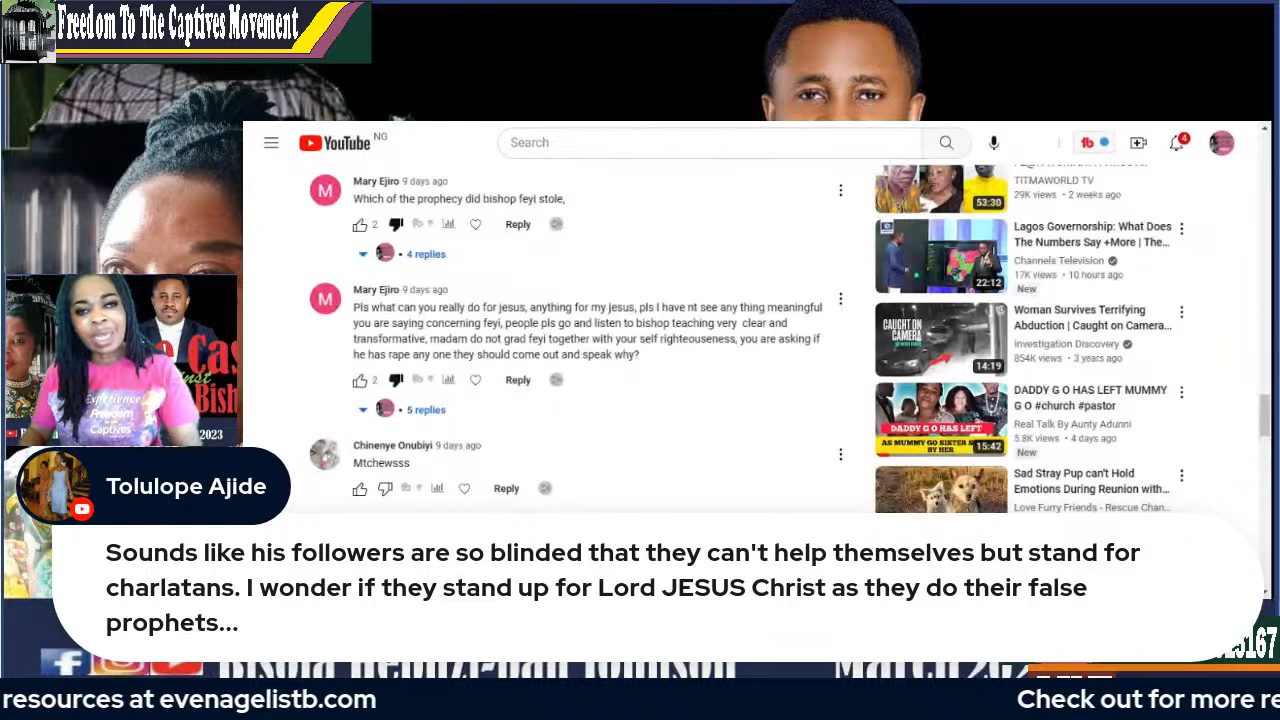 Freedom To The Captives Movement
YouTube NG
Search
4
Mary Ejiro 9 days ago
Which of the prophecy did bishop feyi stole,
2
Reply
4 replies
Mary Ejiro 9 days ago
Pls what can you really do for jesus, anything for my jesus, pls I have nt see any thing meaningful
you are saying concerning feyi, people pls go and listen to bishop teaching very clear and
transformative, madam do not grad feyi together with your self righteousness, you are asking if
he has rape any one they should come out and speak why?
2
Reply
5 replies
Chinenye Onubiyi 9 days ago
Mtchewsss
Reply
TITMAWORLD TV
29K views • 2 weeks ago
53:30
Lagos Governorship: What Does
The Numbers Say +More | The...
Channels Television
17K views • 10 hours ago
New
22:12
Woman Survives Terrifying
Abduction | Caught on Camera...
Investigation Discovery
854K views • 3 years ago
CAUGHT ON
CAMERA
14:19
DADDY G O HAS LEFT MUMMY
G O #church #pastor
Real Talk By Aunty Adunni
5.8K views • 4 days ago
New
DADDY G O HAS LEFT
AS MUMMY GO SISTER
BY HER
15:42
Sad Stray Pup can't Hold
Emotions During Reunion with...
Love Furry Friends - Rescue Chan...
Experience
Freedom
Captives
2023
Tolulope Ajide
Sounds like his followers are so blinded that they can't help themselves but stand for
charlatans. I wonder if they stand up for Lord JESUS Christ as they do their false
prophets...
resources at evenagelistb.com
Check out for more re